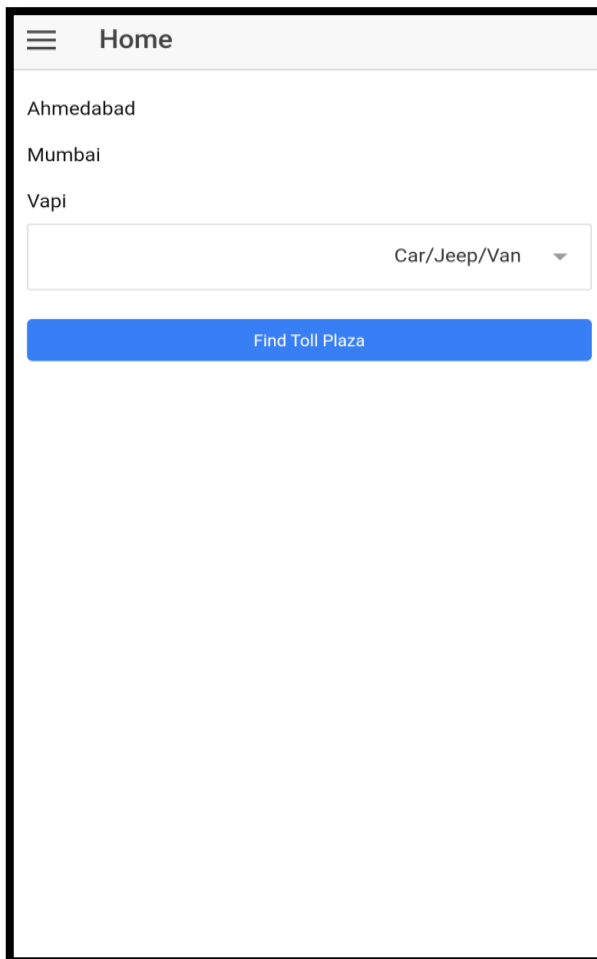 Home
Ahmedabad
Mumbai
Vapi
Car/Jeep/Van
Find Toll Plaza